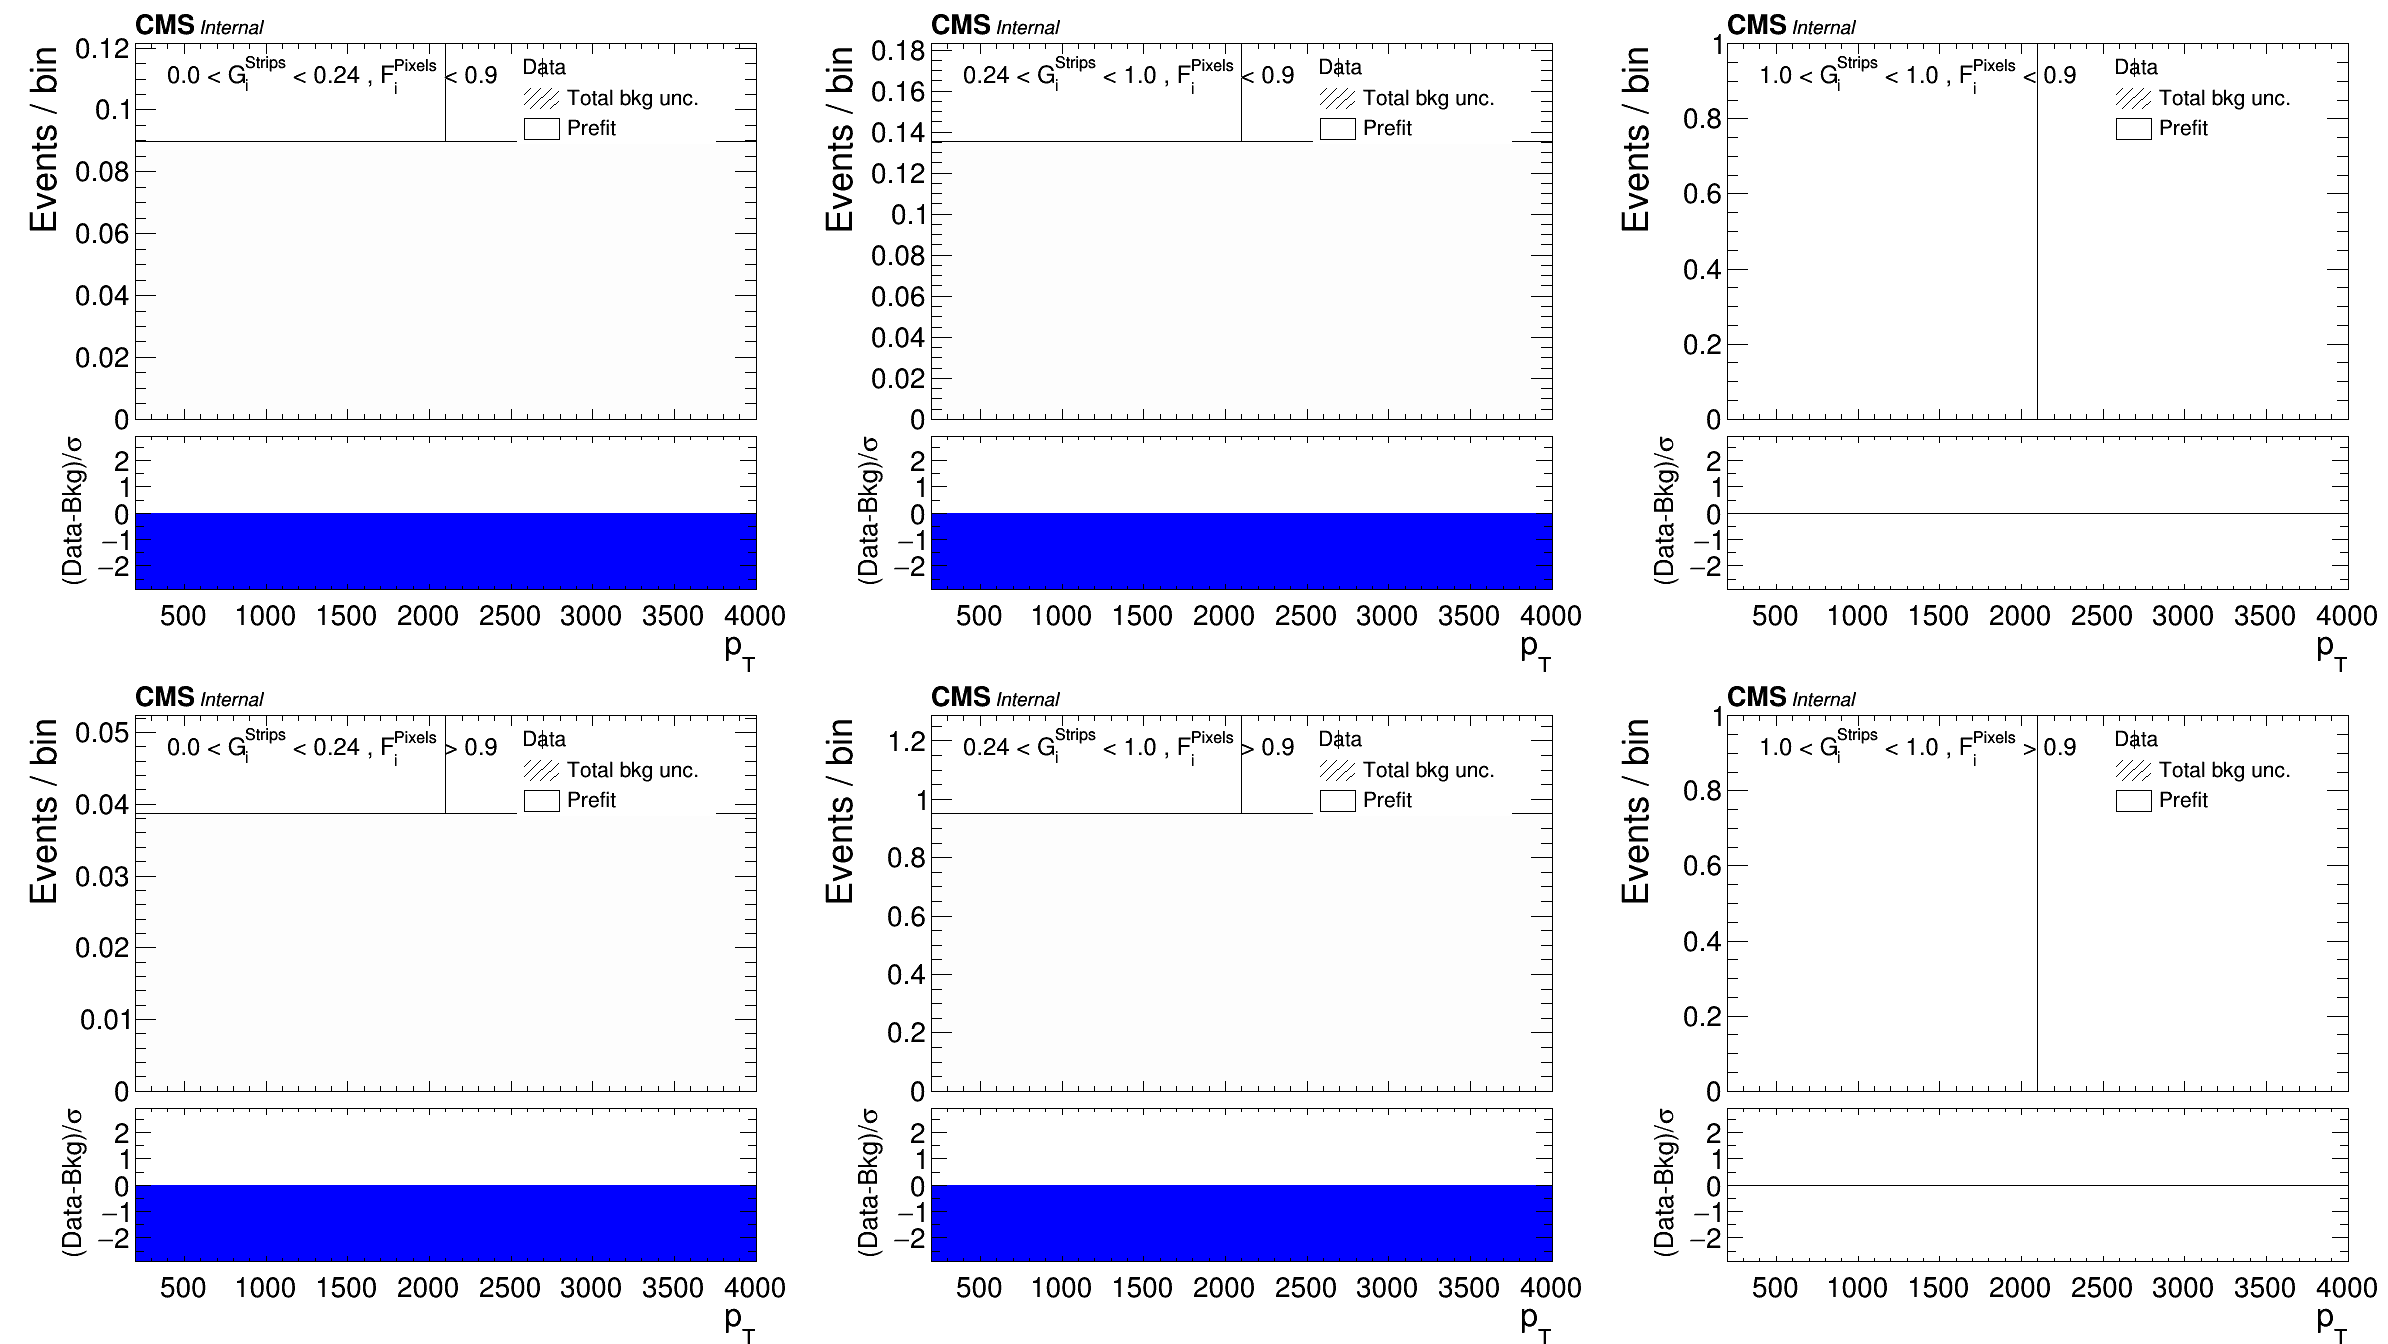 CMS Internal
Events / bin
0.12
0.1
0.08
0.06
0.04
0.02
0
0.0 < G_i^Strips < 0.24 , F_i^Pixels < 0.9
Data
Total bkg unc.
Prefit
(Data-Bkg)/σ
2
1
0
−1
−2
500 1000 1500 2000 2500 3000 3500 4000
p_T
CMS Internal
Events / bin
0.18
0.16
0.14
0.12
0.1
0.08
0.06
0.04
0.02
0
0.24 < G_i^Strips < 1.0 , F_i^Pixels < 0.9
Data
Total bkg unc.
Prefit
(Data-Bkg)/σ
2
1
0
−1
−2
500 1000 1500 2000 2500 3000 3500 4000
p_T
CMS Internal
Events / bin
1
0.8
0.6
0.4
0.2
0
1.0 < G_i^Strips < 1.0 , F_i^Pixels < 0.9
Data
Total bkg unc.
Prefit
(Data-Bkg)/σ
2
1
0
−1
−2
500 1000 1500 2000 2500 3000 3500 4000
p_T
CMS Internal
Events / bin
0.05
0.04
0.03
0.02
0.01
0
0.0 < G_i^Strips < 0.24 , F_i^Pixels > 0.9
Data
Total bkg unc.
Prefit
(Data-Bkg)/σ
2
1
0
−1
−2
500 1000 1500 2000 2500 3000 3500 4000
p_T
CMS Internal
Events / bin
1.2
1
0.8
0.6
0.4
0.2
0
0.24 < G_i^Strips < 1.0 , F_i^Pixels > 0.9
Data
Total bkg unc.
Prefit
(Data-Bkg)/σ
2
1
0
−1
−2
500 1000 1500 2000 2500 3000 3500 4000
p_T
CMS Internal
Events / bin
1
0.8
0.6
0.4
0.2
0
1.0 < G_i^Strips < 1.0 , F_i^Pixels > 0.9
Data
Total bkg unc.
Prefit
(Data-Bkg)/σ
2
1
0
−1
−2
500 1000 1500 2000 2500 3000 3500 4000
p_T